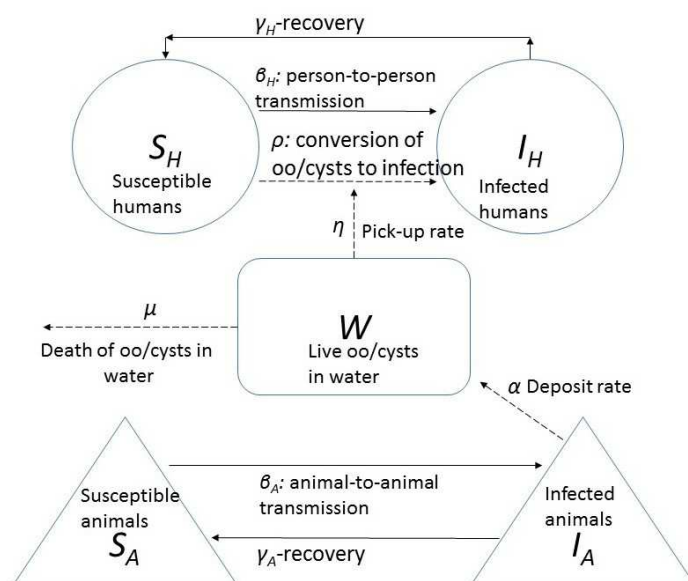 γH-recovery
βH: person-to-person
transmission
ρ: conversion of
oo/cysts to infection
SH
Susceptible
humans
IH
Infected
humans
η Pick-up rate
μ
Death of oo/cysts in
water
W
Live oo/cysts
in water
α Deposit rate
βA: animal-to-animal
transmission
Susceptible
animals
SA
Infected
animals
IA
γA-recovery